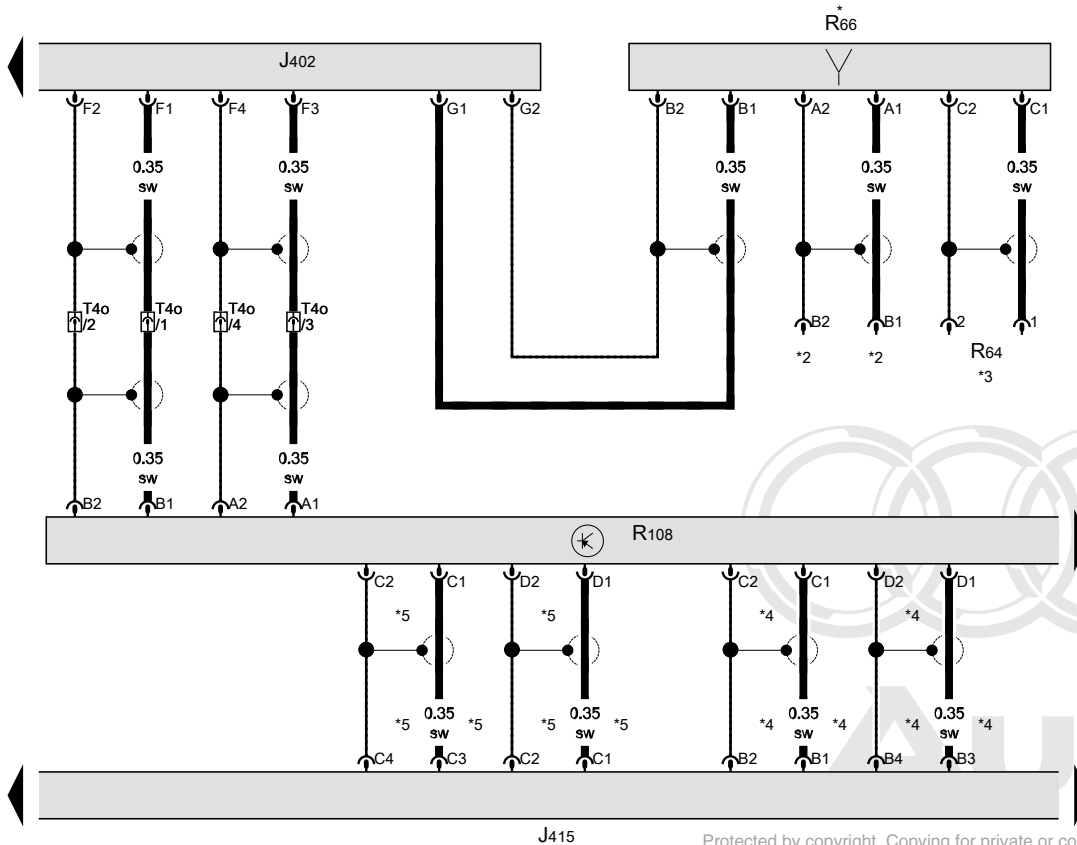 *
R66
J402
F2 F1 F4 F3 G1 G2 B2 B1 A2 A1 C2 C1
0.35 0.35 0.35 0.35 0.35
sw sw sw sw sw
T4o T4o T4o T4o
/2 /1 /4 /3
B2 B1 2 1
*2 *2 R64
*3
0.35 0.35
sw sw
B2 B1 A2 A1
R108
C2 C1 D2 D1 C2 C1 D2 D1
*5 *5 *4 *4
*5 0.35 *5 *5 0.35 *5 *4 0.35 *4 *4 0.35 *4
sw sw sw sw
C4 C3 C2 C1 B2 B1 B4 B3
J415
Au
Protected by copyright. Copying for private or co